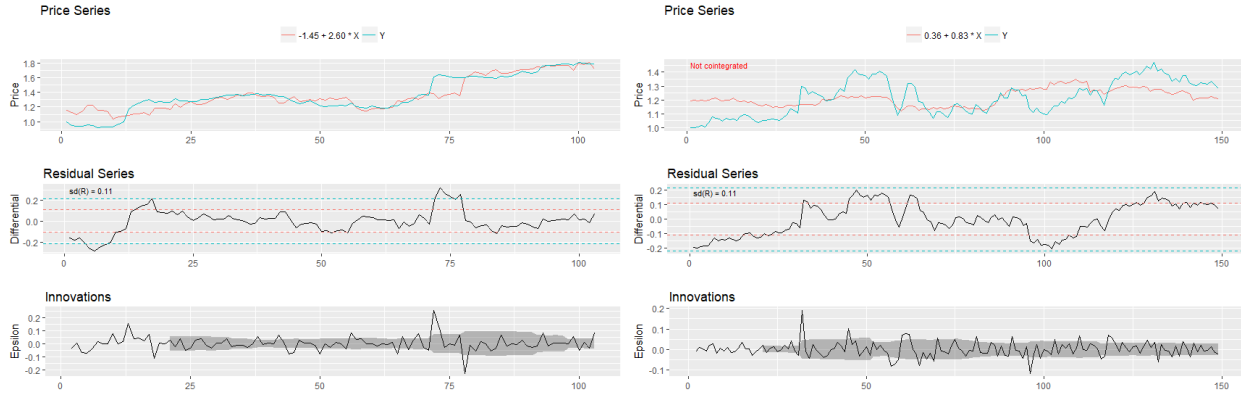 Price Series
-1.45 + 2.60 * X Y
Price
1.8
1.6
1.4
1.2
1.0
0 25 50 75 100
Residual Series
sd(R) = 0.11
Differential
0.2
0.0
-0.2
0 25 50 75 100
Innovations
Epsilon
0.2
0.1
0.0
-0.1
-0.2
0 25 50 75 100
Price Series
0.36 + 0.83 * X Y
Not cointegrated
Price
1.4
1.3
1.2
1.1
1.0
0 50 100 150
Residual Series
sd(R) = 0.11
Differential
0.2
0.1
0.0
-0.1
-0.2
0 50 100 150
Innovations
Epsilon
0.2
0.1
0.0
-0.1
0 50 100 150